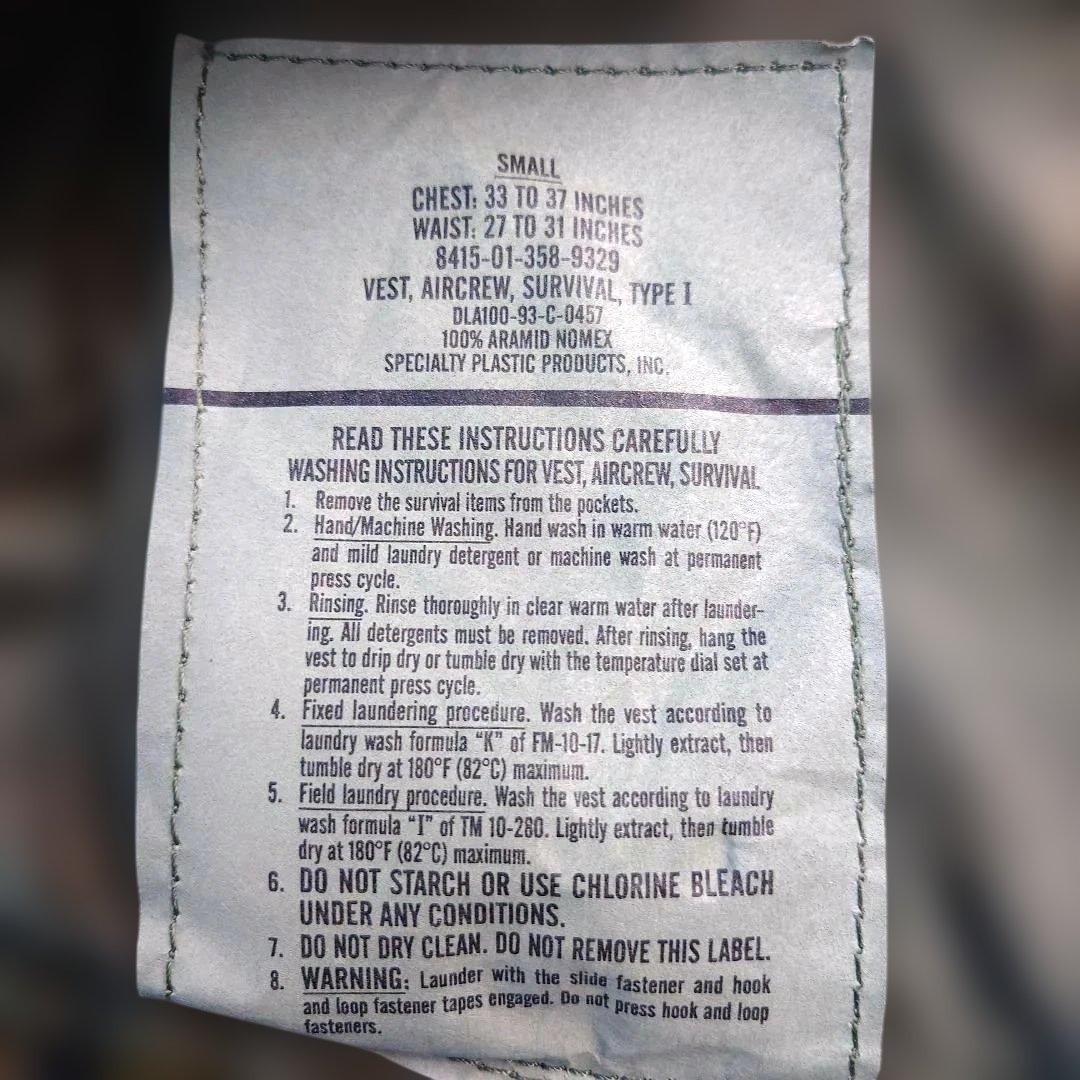 SMALL
CHEST: 33 TO 37 INCHES
WAIST: 27 TO 31 INCHES
8415-01-358-9329
VEST, AIRCREW, SURVIVAL, TYPE I
DLA100-93-C-0457
100% ARAMID NOMEX
SPECIALTY PLASTIC PRODUCTS, INC.
READ THESE INSTRUCTIONS CAREFULLY
WASHING INSTRUCTIONS FOR VEST, AIRCREW, SURVIVAL
1. Remove the survival items from the pockets.
2. Hand/Machine Washing. Hand wash in warm water (120°F)
and mild laundry detergent or machine wash at permanent
press cycle.
3. Rinsing. Rinse thoroughly in clear warm water after launder-
ing. All detergents must be removed. After rinsing, hang the
vest to drip dry or tumble dry with the temperature dial set at
permanent press cycle.
4. Fixed laundering procedure. Wash the vest according to
laundry wash formula "K" of FM-10-17. Lightly extract, then
tumble dry at 180°F (82°C) maximum.
5. Field laundry procedure. Wash the vest according to laundry
wash formula "I" of TM 10-280. Lightly extract, then tumble
dry at 180°F (82°C) maximum.
6. DO NOT STARCH OR USE CHLORINE BLEACH
UNDER ANY CONDITIONS.
7. DO NOT DRY CLEAN. DO NOT REMOVE THIS LABEL.
8. WARNING: Launder with the slide fastener and hook
and loop fastener tapes engaged. Do not press hook and loop
fasteners.